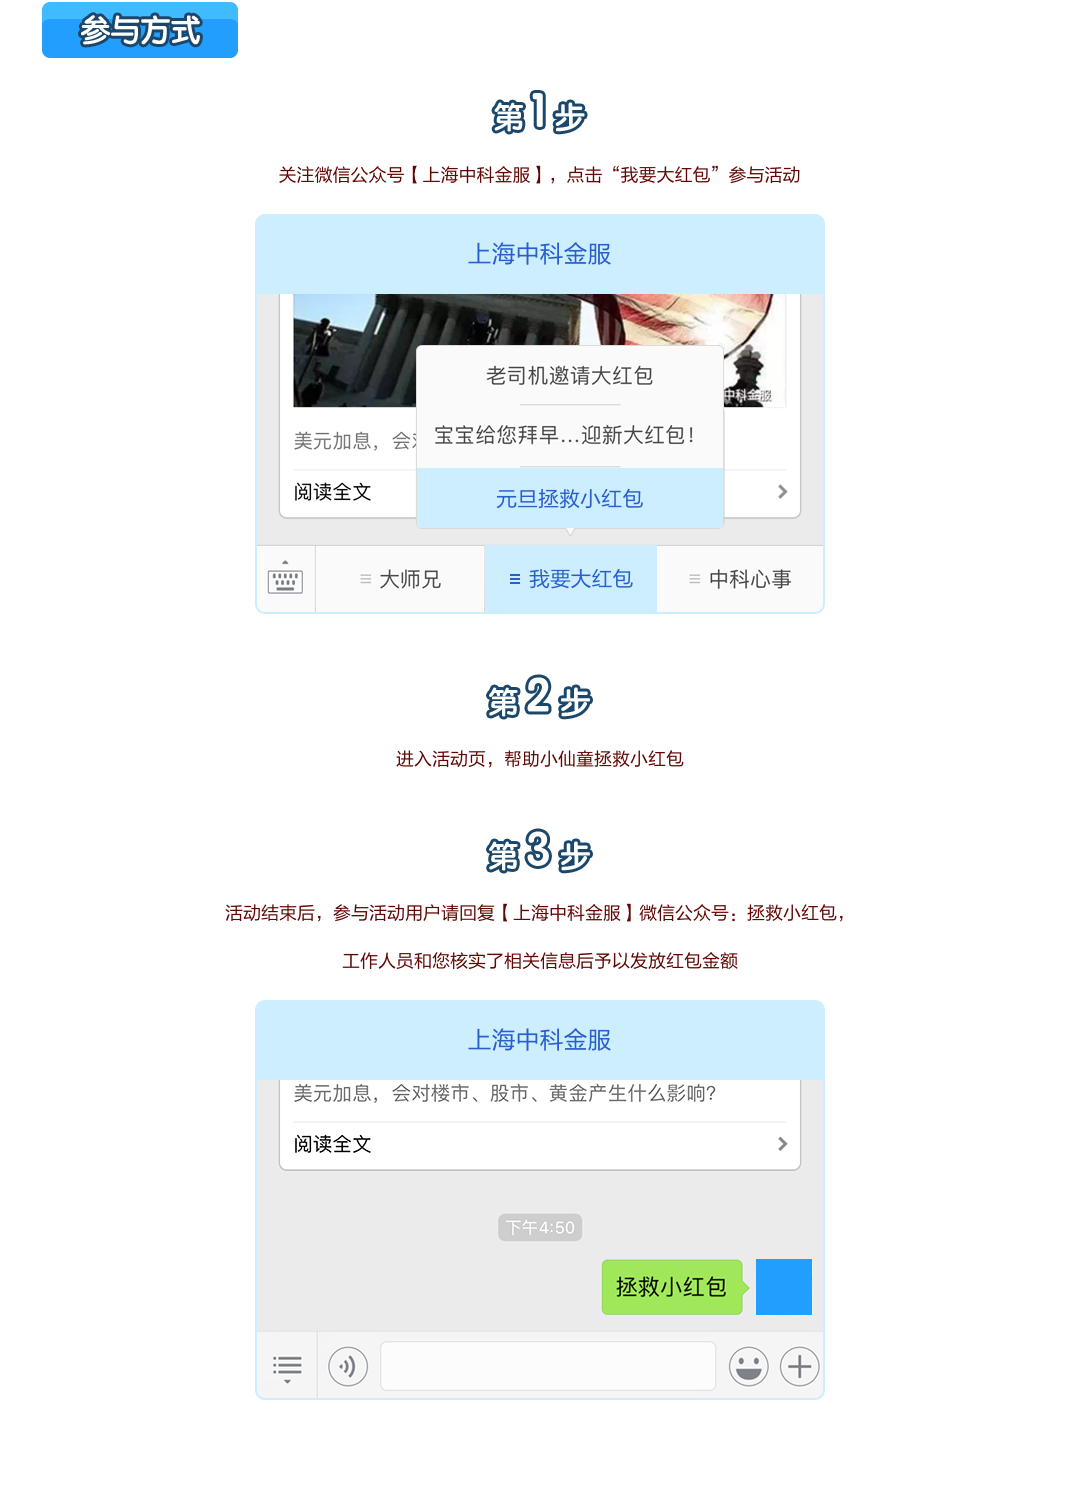 参与方式
第1步
关注微信公众号【上海中科金服】，点击“我要大红包”参与活动
上海中科金服
老司机邀请大红包
中科金服
宝宝给您拜早...迎新大红包！
美元加息，会
阅读全文
元旦拯救小红包
大师兄
我要大红包
中科心事
第2步
进入活动页，帮助小仙童拯救小红包
第3步
活动结束后，参与活动用户请回复【上海中科金服】微信公众号：拯救小红包，
工作人员和您核实了相关信息后予以发放红包金额
上海中科金服
美元加息，会对楼市、股市、黄金产生什么影响？
阅读全文
下午4:50
拯救小红包